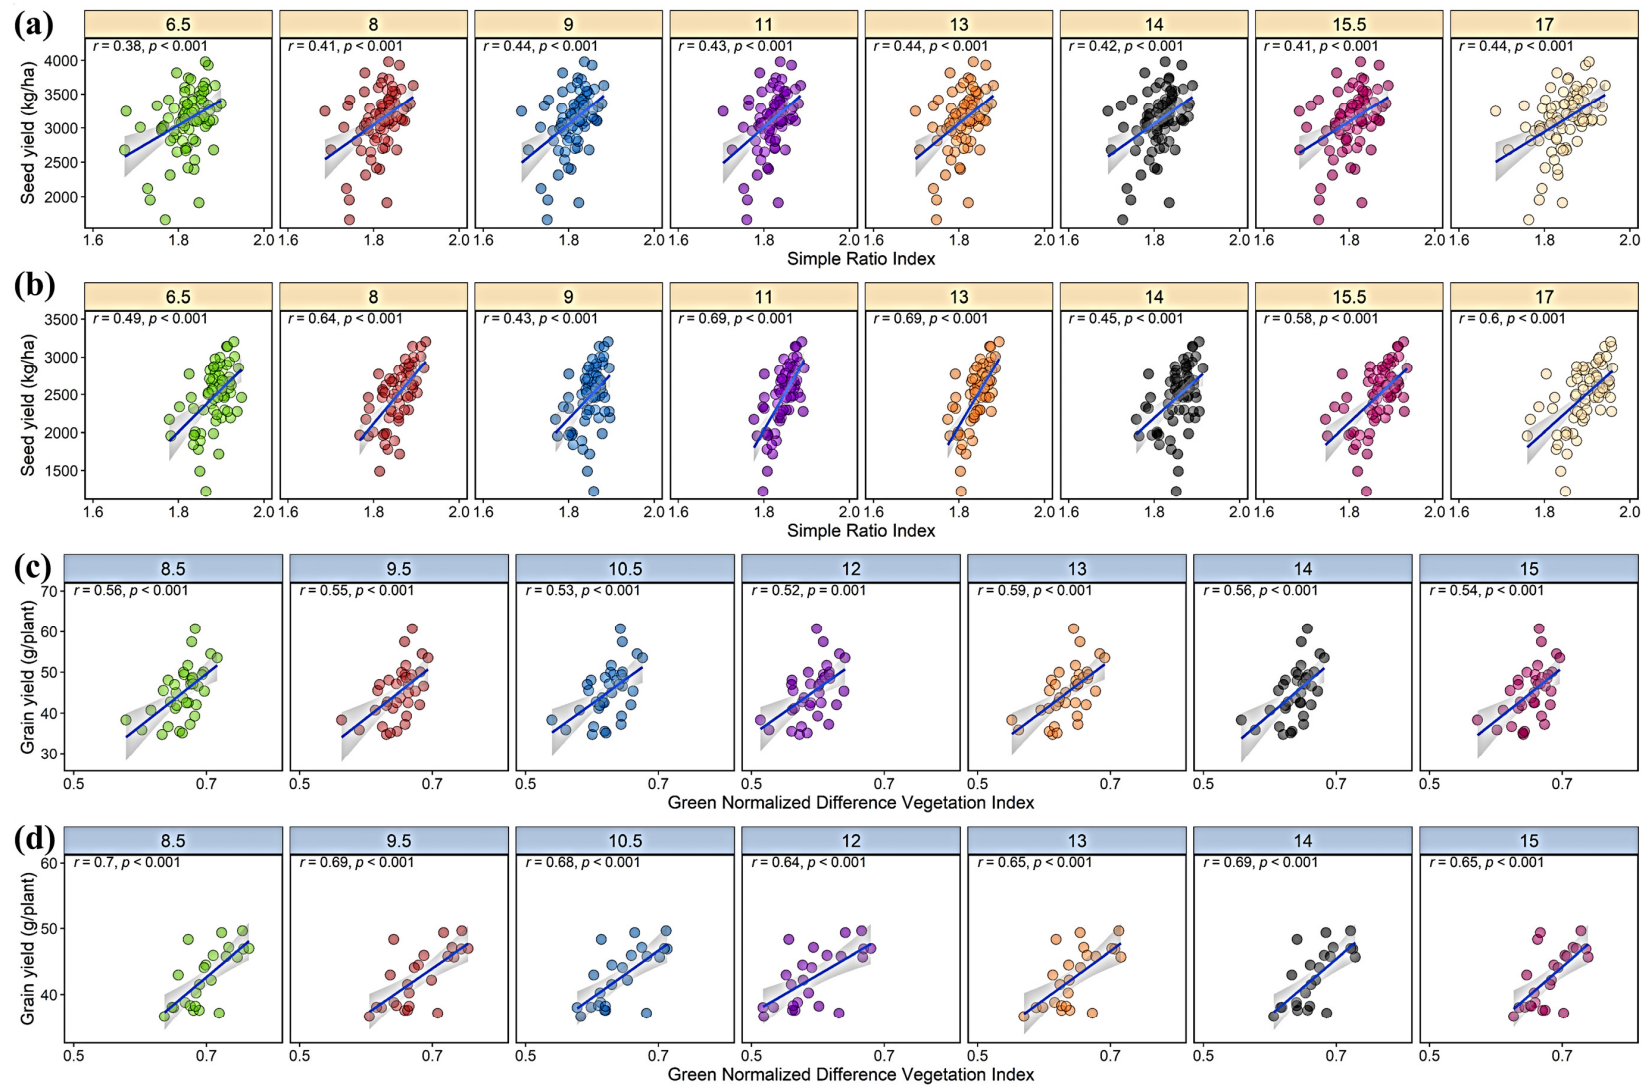 (a)
6.5 8 9 11 13 14 15.5 17
r = 0.38, p < 0.001 r = 0.41, p < 0.001 r = 0.44, p < 0.001 r = 0.43, p < 0.001 r = 0.44, p < 0.001 r = 0.42, p < 0.001 r = 0.41, p < 0.001 r = 0.44, p < 0.001
Seed yield (kg/ha)
4000
3500
3000
2500
2000
1.6 1.8 2.0 1.6 1.8 2.0 1.6 1.8 2.0 1.6 1.8 2.0 1.6 1.8 2.0 1.6 1.8 2.0 1.6 1.8 2.0 1.6 1.8 2.0
Simple Ratio Index
(b)
6.5 8 9 11 13 14 15.5 17
r = 0.49, p < 0.001 r = 0.64, p < 0.001 r = 0.43, p < 0.001 r = 0.69, p < 0.001 r = 0.69, p < 0.001 r = 0.45, p < 0.001 r = 0.58, p < 0.001 r = 0.6, p < 0.001
Seed yield (kg/ha)
3500
3000
2500
2000
1500
1.6 1.8 2.0 1.6 1.8 2.0 1.6 1.8 2.0 1.6 1.8 2.0 1.6 1.8 2.0 1.6 1.8 2.0 1.6 1.8 2.0 1.6 1.8 2.0
Simple Ratio Index
(c)
8.5 9.5 10.5 12 13 14 15
r = 0.56, p < 0.001 r = 0.55, p < 0.001 r = 0.53, p < 0.001 r = 0.52, p = 0.001 r = 0.59, p < 0.001 r = 0.56, p < 0.001 r = 0.54, p < 0.001
Grain yield (g/plant)
70
60
50
40
30
0.5 0.7 0.5 0.7 0.5 0.7 0.5 0.7 0.5 0.7 0.5 0.7 0.5 0.7
Green Normalized Difference Vegetation Index
(d)
8.5 9.5 10.5 12 13 14 15
r = 0.7, p < 0.001 r = 0.69, p < 0.001 r = 0.68, p < 0.001 r = 0.64, p < 0.001 r = 0.65, p < 0.001 r = 0.69, p < 0.001 r = 0.65, p < 0.001
Grain yield (g/plant)
60
50
40
0.5 0.7 0.5 0.7 0.5 0.7 0.5 0.7 0.5 0.7 0.5 0.7 0.5 0.7
Green Normalized Difference Vegetation Index